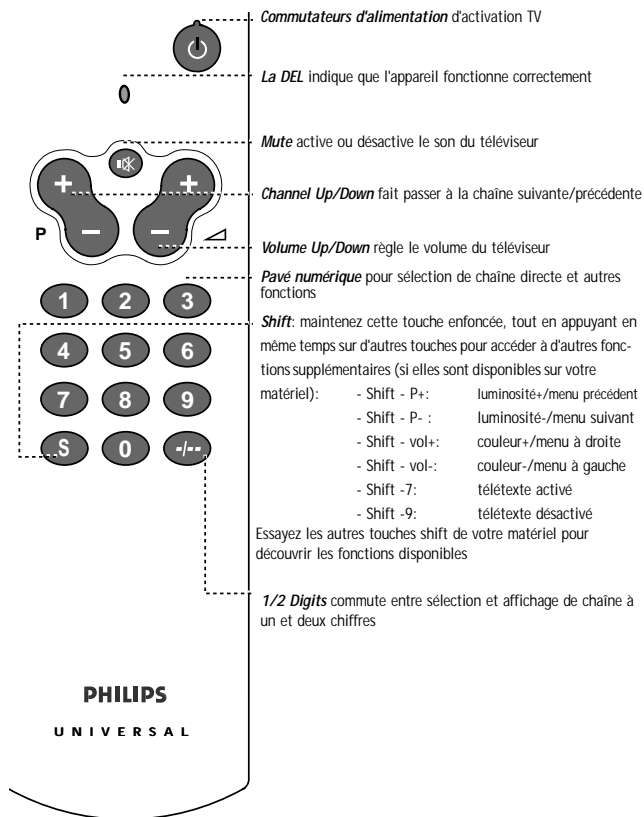 Commutateurs d'alimentation d'activation TV
La DEL indique que l'appareil fonctionne correctement
Mute active ou désactive le son du téléviseur
+ +
Channel Up/Down fait passer à la chaîne suivante/précédente
P - -
Volume Up/Down règle le volume du téléviseur
Pavé numérique pour sélection de chaîne directe et autres
fonctions
1 2 3
Shift: maintenez cette touche enfoncée, tout en appuyant en
même temps sur d'autres touches pour accéder à d'autres fonc-
tions supplémentaires (si elles sont disponibles sur votre
4 5 6
matériel): - Shift - P+: luminosité+/menu précédent
7 8 9
- Shift - P- : luminosité-/menu suivant
- Shift - vol+: couleur+/menu à droite
S 0 -/--
- Shift - vol-: couleur-/menu à gauche
- Shift -7: télétexte activé
- Shift -9: télétexte désactivé
Essayez les autres touches shift de votre matériel pour
découvrir les fonctions disponibles
1/2 Digits commute entre sélection et affichage de chaîne à
un et deux chiffres
PHILIPS
UNIVERSAL